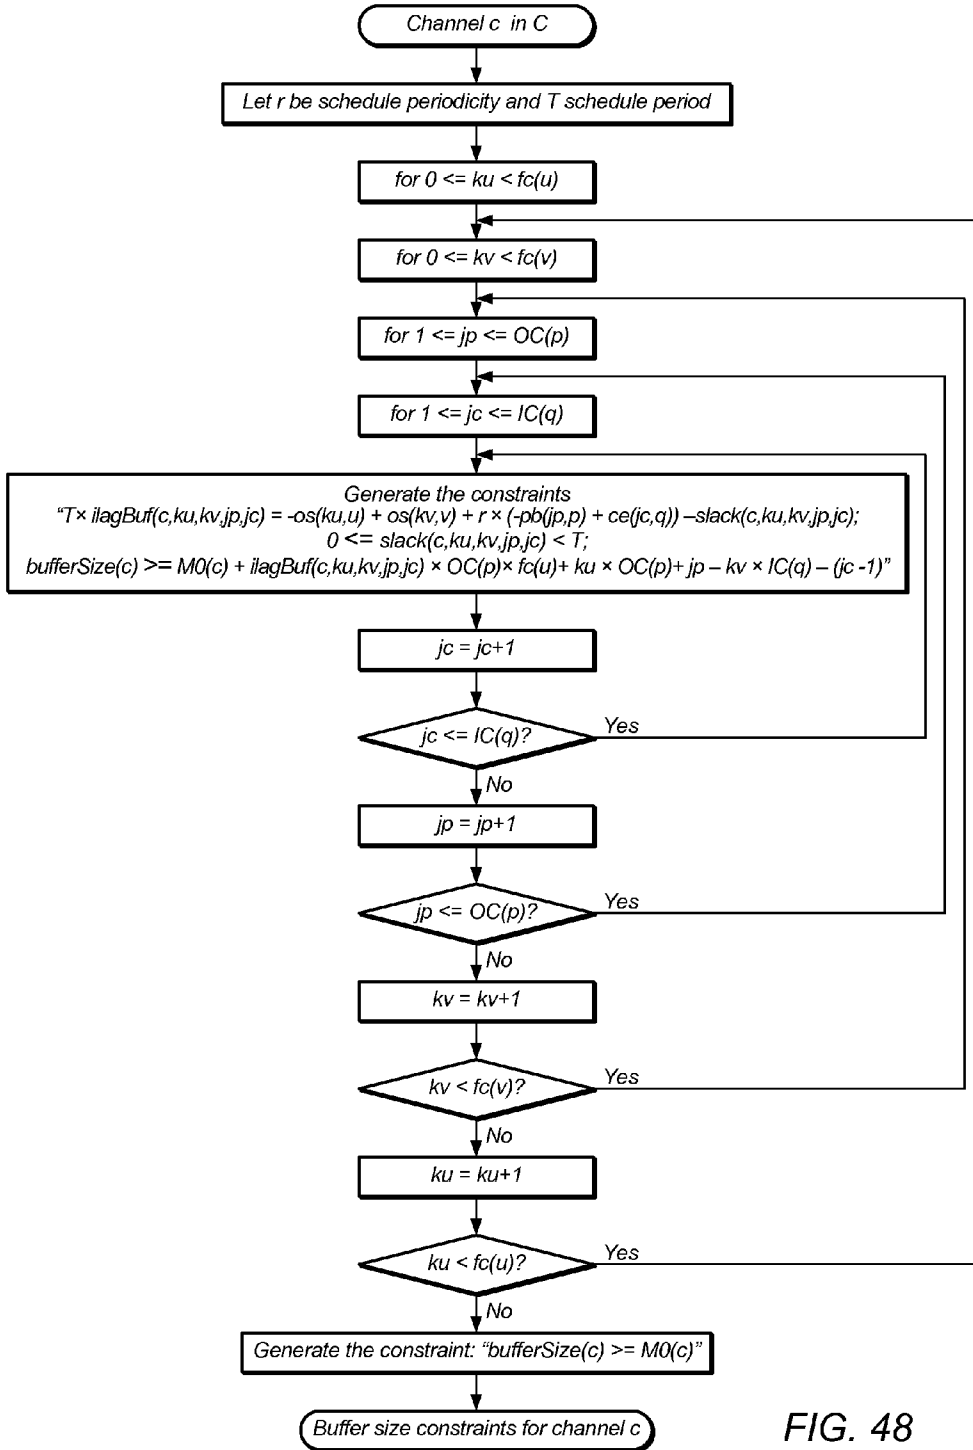 Channel c in C
Let r be schedule periodicity and T schedule period
for 0 <= ku < fc(u)
for 0 <= kv < fc(v)
for 1 <= jp <= OC(p)
for 1 <= jc <= IC(q)
Generate the constraints
“T× ilagBuf(c,ku,kv,jp,jc) = -os(ku,u) + os(kv,v) + r × (-pb(jp,p) + ce(jc,q)) –slack(c,ku,kv,jp,jc);
0 <= slack(c,ku,kv,jp,jc) < T;
bufferSize(c) >= M0(c) + ilagBuf(c,ku,kv,jp,jc) × OC(p)× fc(u)+ ku × OC(p)+ jp – kv × IC(q) – (jc -1)”
jc = jc+1
jc <= IC(q)?
Yes
No
jp = jp+1
jp <= OC(p)?
Yes
No
kv = kv+1
kv < fc(v)?
Yes
No
ku = ku+1
ku < fc(u)?
Yes
No
Generate the constraint: “bufferSize(c) >= M0(c)”
Buffer size constraints for channel c
FIG. 48